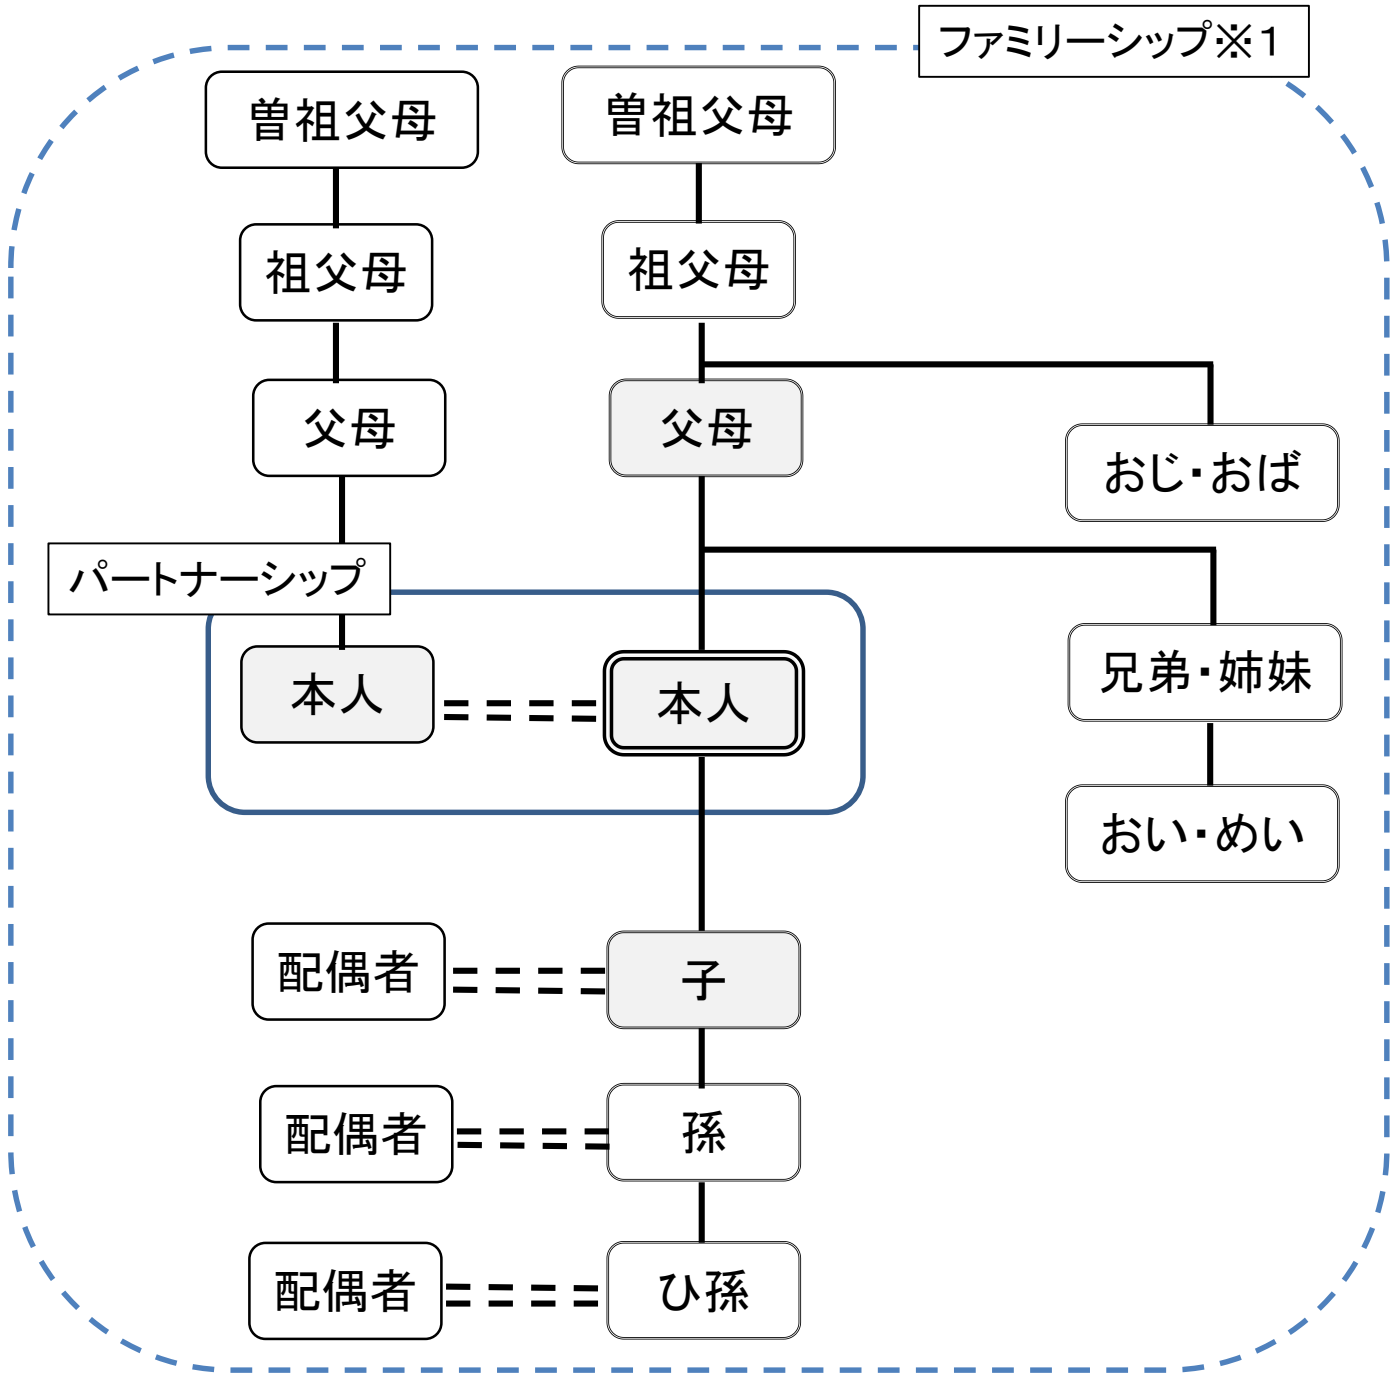 ファミリーシップ※1
曽祖父母
曽祖父母
祖父母
祖父母
父母
父母
おじ・おば
パートナーシップ
本人
本人
兄弟・姉妹
おい・めい
配偶者
子
配偶者
孫
配偶者
ひ孫